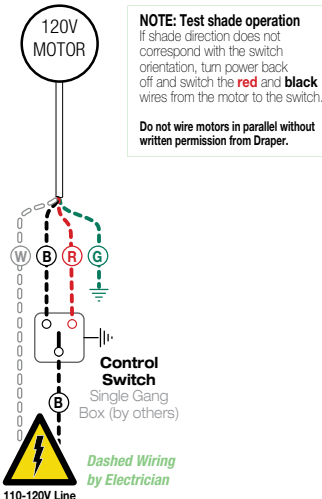 120V
MOTOR
NOTE: Test shade operation
If shade direction does not
correspond with the switch
orientation, turn power back
off and switch the red and black
wires from the motor to the switch.
Do not wire motors in parallel without
written permission from Draper.
W B R G
Control
Switch
Single Gang
Box (by others)
B
Dashed Wiring
by Electrician
110-120V Line